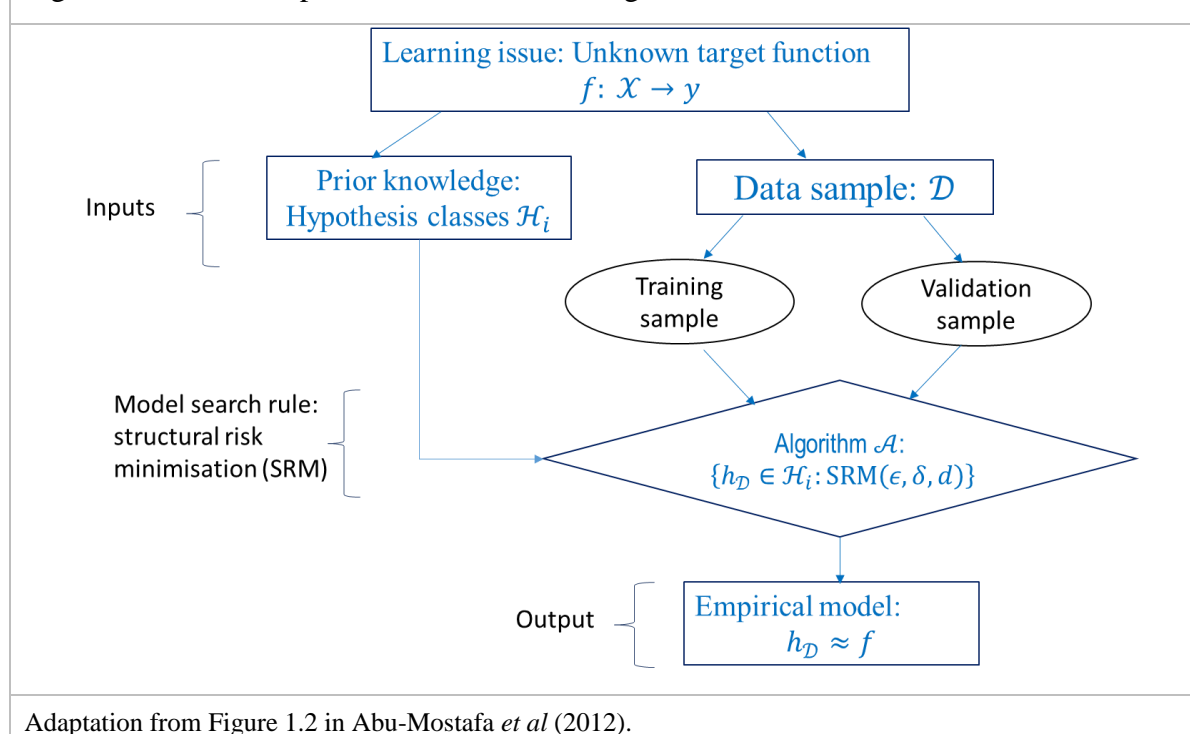 Learning issue: Unknown target function
f: 𝒳 → y
Inputs
Prior knowledge:
Hypothesis classes ℋᵢ
Data sample: 𝒟
Training
sample
Validation
sample
Model search rule:
structural risk
minimisation (SRM)
Algorithm 𝒜:
{h_𝒟 ∈ ℋᵢ: SRM(ϵ, δ, d)}
Output
Empirical model:
h_𝒟 ≈ f
Adaptation from Figure 1.2 in Abu-Mostafa et al (2012).